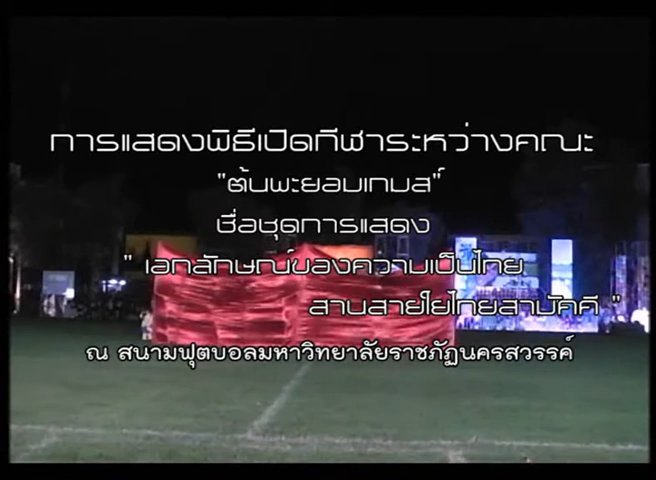 การแสดงพิธีเปิดกีฬาระหว่างคณะ
"ต้นพะยอมเกมส์"
ชื่อชุดการแสดง
" เอกลักษณ์ของความเป็นไทย
สานสายใยไทยสามัคคี "
ณ สนามฟุตบอลมหาวิทยาลัยราชภัฏนครสวรรค์